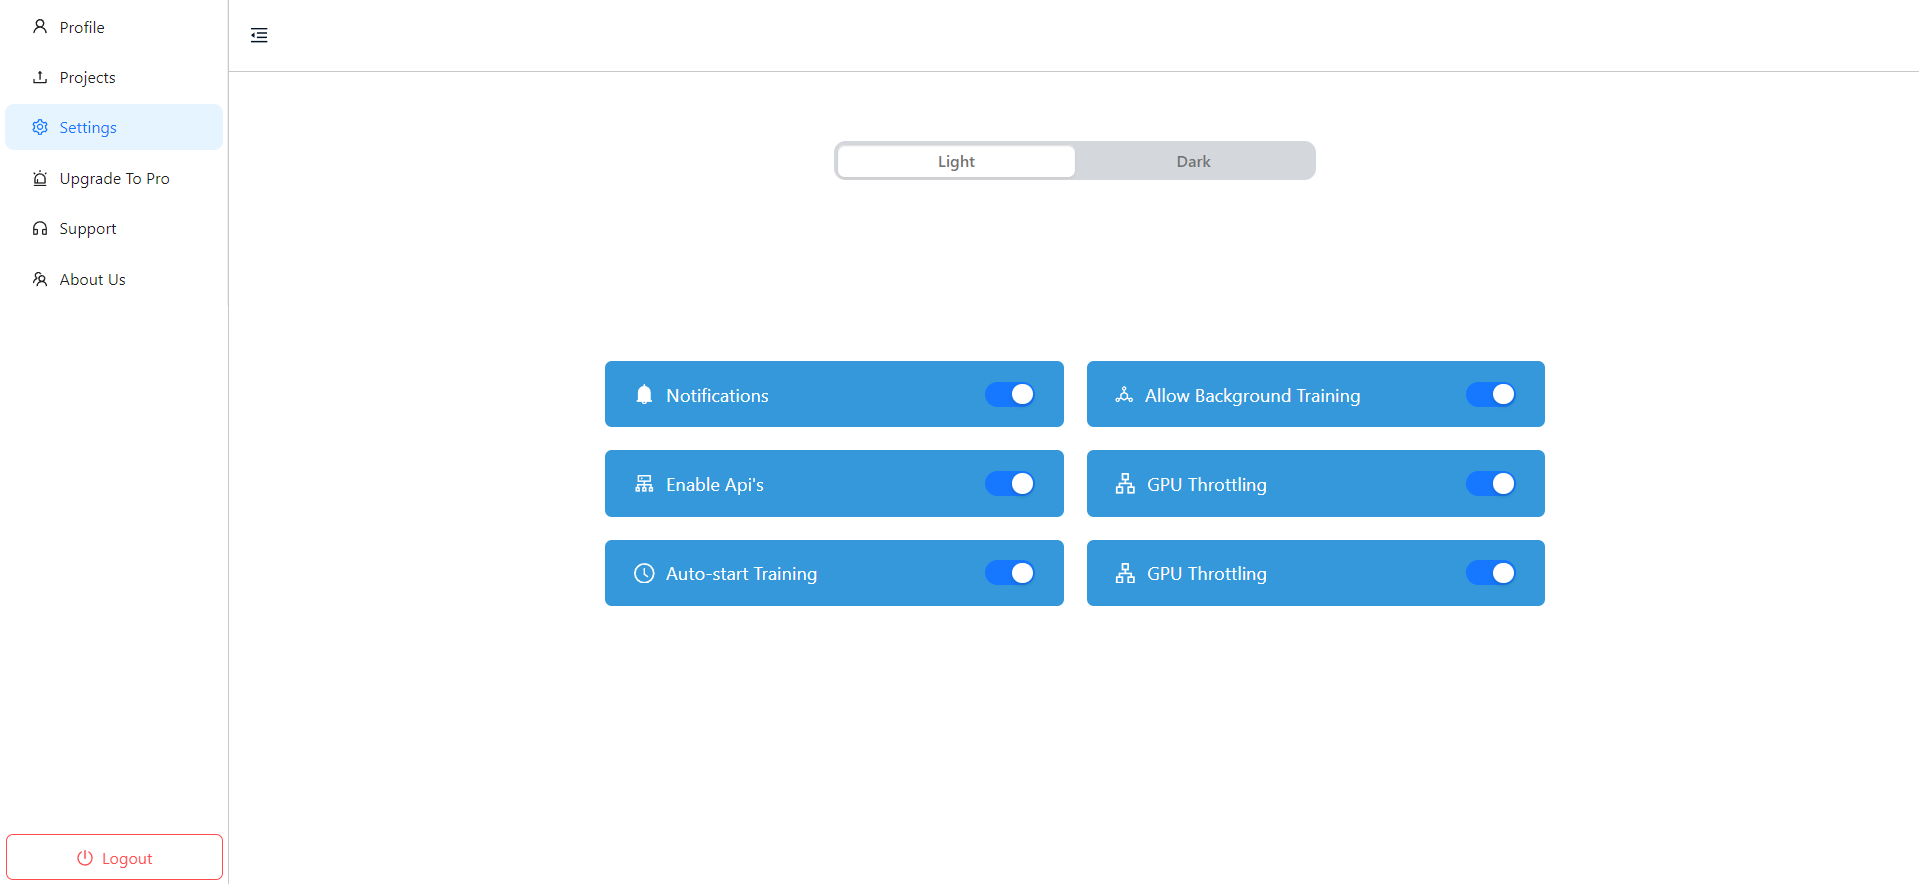 Profile
Projects
Settings
Upgrade To Pro
Support
About Us
Logout
Light
Dark
Notifications
Allow Background Training
Enable Api's
GPU Throttling
Auto-start Training
GPU Throttling